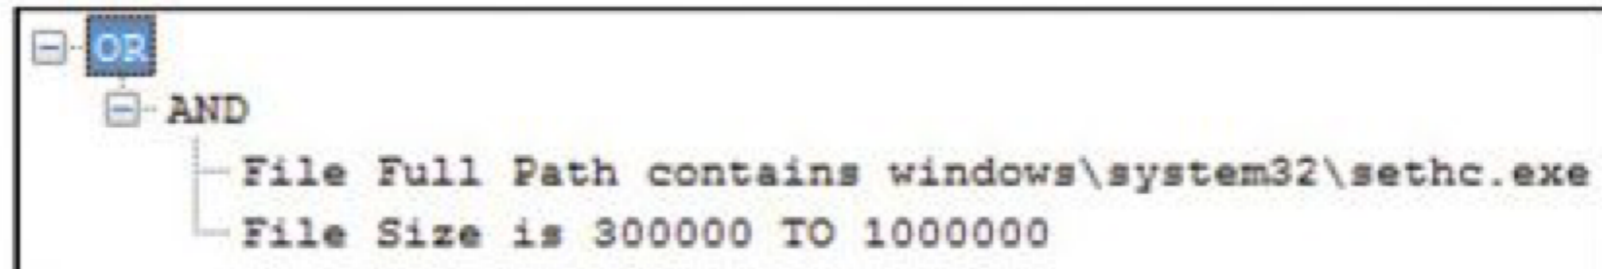 OR
AND
File Full Path contains windows\system32\sethc.exe
File Size is 300000 TO 1000000